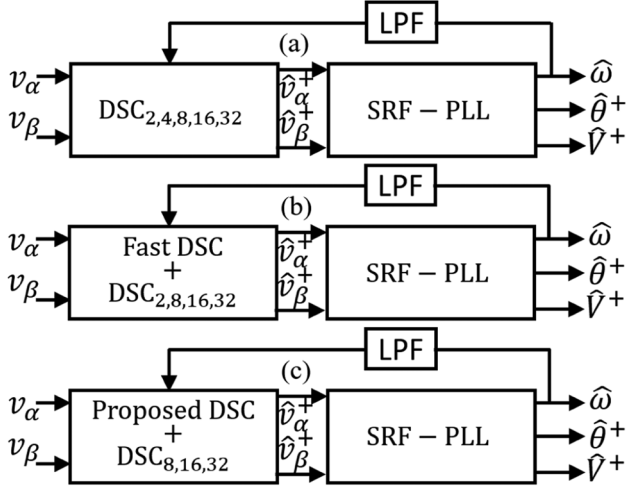 LPF
(a)
v_α
v_β
DSC_{2,4,8,16,32}
v̂_α^+
v̂_β^+
SRF − PLL
ω̂
θ̂^+
V̂^+
LPF
(b)
v_α
v_β
Fast DSC
+
DSC_{2,8,16,32}
v̂_α^+
v̂_β^+
SRF − PLL
ω̂
θ̂^+
V̂^+
LPF
(c)
v_α
v_β
Proposed DSC
+
DSC_{8,16,32}
v̂_α^+
v̂_β^+
SRF − PLL
ω̂
θ̂^+
V̂^+